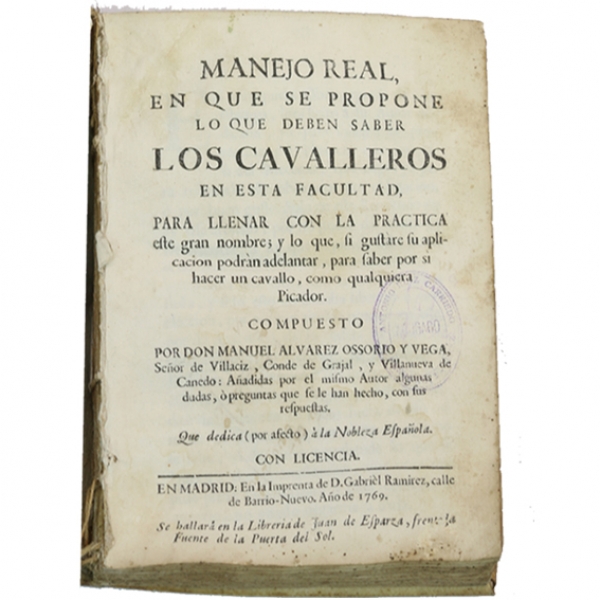 MANEJO REAL,
EN QUE SE PROPONE
LO QUE DEBEN SABER
LOS CAVALLEROS
EN ESTA FACULTAD,
PARA LLENAR CON LA PRACTICA
eſte gran nombre; y lo que, ſi guſtare ſu apli-
cacion podràn adelantar, para ſaber por sì
hacer un cavallo, como qualquiera
Picador.
COMPUESTO
POR DON MANUEL ALVAREZ OSSORIO Y VEGA,
Señor de Villaciz, Conde de Grajal, y Villanueva de
Canedo: Añadidas por el miſmo Autor algunas
dudas, ò preguntas que ſe le han hecho, con ſus
reſpueſtas.
Que dedica (por afecto) à la Nobleza Eſpañola.
CON LICENCIA.
EN MADRID: En la Imprenta de D. Gabrièl Ramirez, calle
de Barrio-Nuevo. Año de 1769.
Se hallarà en la Libreria de Juan de Eſparza, frente la
Fuente de la Puerta del Sol.
ANTONIO CARREÑO